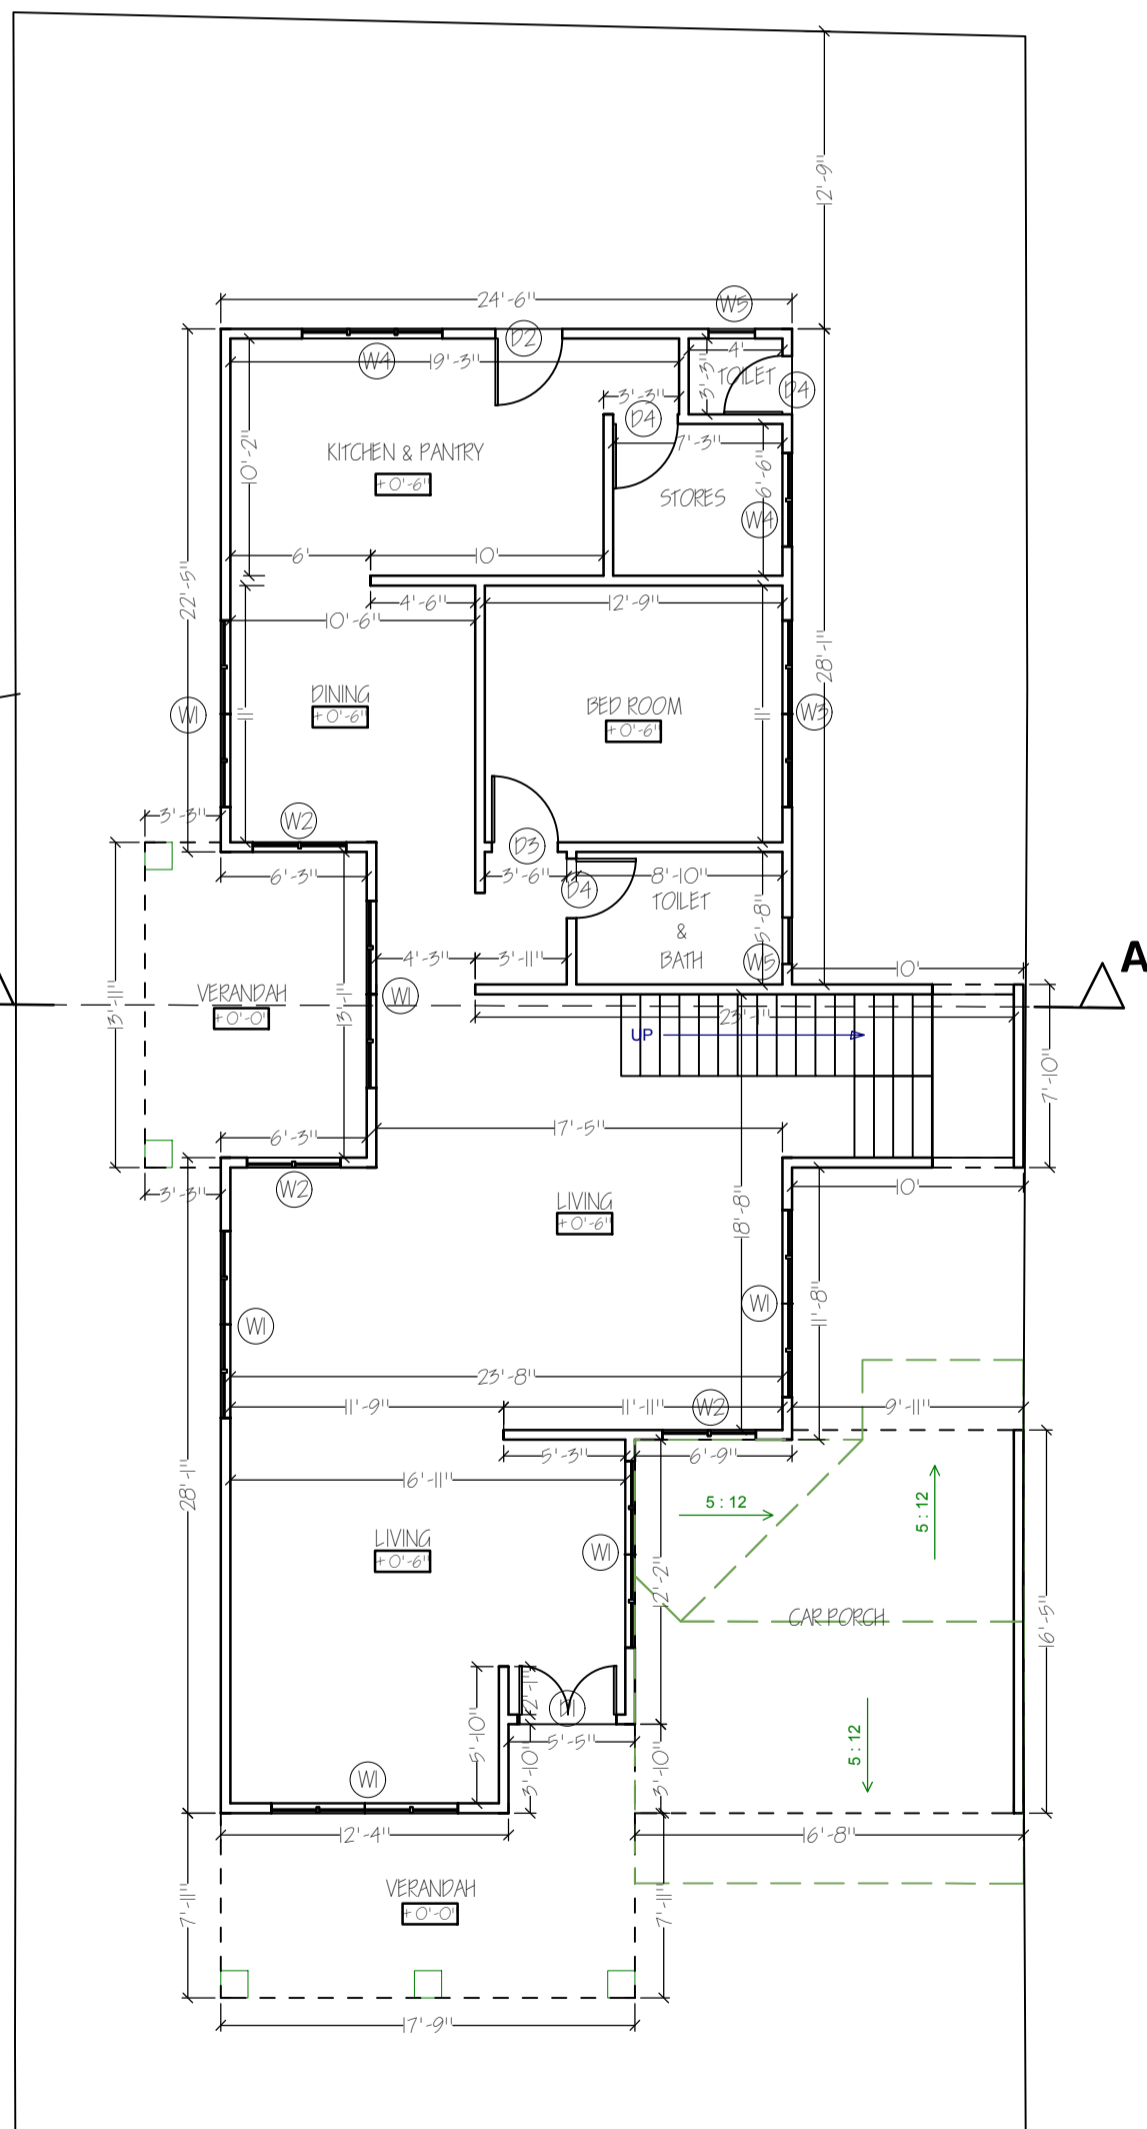 12'-9"
24'-6"
W5
D2
W4
19'-3"
4'
TOILET
3'-3"
D4
3'-3"
D4
7'-3"
10'-2"
KITCHEN & PANTRY
+0'-6"
6'-6"
STORES
W4
6'
10'
22'-5"
4'-6"
12'-9"
10'-6"
28'-1"
DINING
+0'-6"
BED ROOM
+0'-6"
W1
11'
11'
W3
3'-3"
W2
D3
6'-3"
3'-6"
D4
8'-10"
TOILET
&
BATH
5'-8"
W5
4'-3"
3'-11"
10'
A
VERANDAH
+0'-0"
W1
13'-11"
13'-1"
23'-1"
UP
7'-10"
6'-3"
17'-5"
3'-3"
W2
10'
LIVING
+0'-6"
18'-8"
W1
W1
11'-8"
23'-8"
11'-9"
11'-11"
W2
9'-11"
5'-3"
6'-9"
16'-11"
28'-1"
5 : 12
5 : 12
LIVING
+0'-6"
W1
12'-2"
CAR PORCH
16'-5"
2'-1"
D1
5'-10"
5'-5"
3'-10"
3'-10"
5 : 12
W1
12'-4"
16'-8"
VERANDAH
+0'-0"
7'-11"
7'-11"
17'-9"